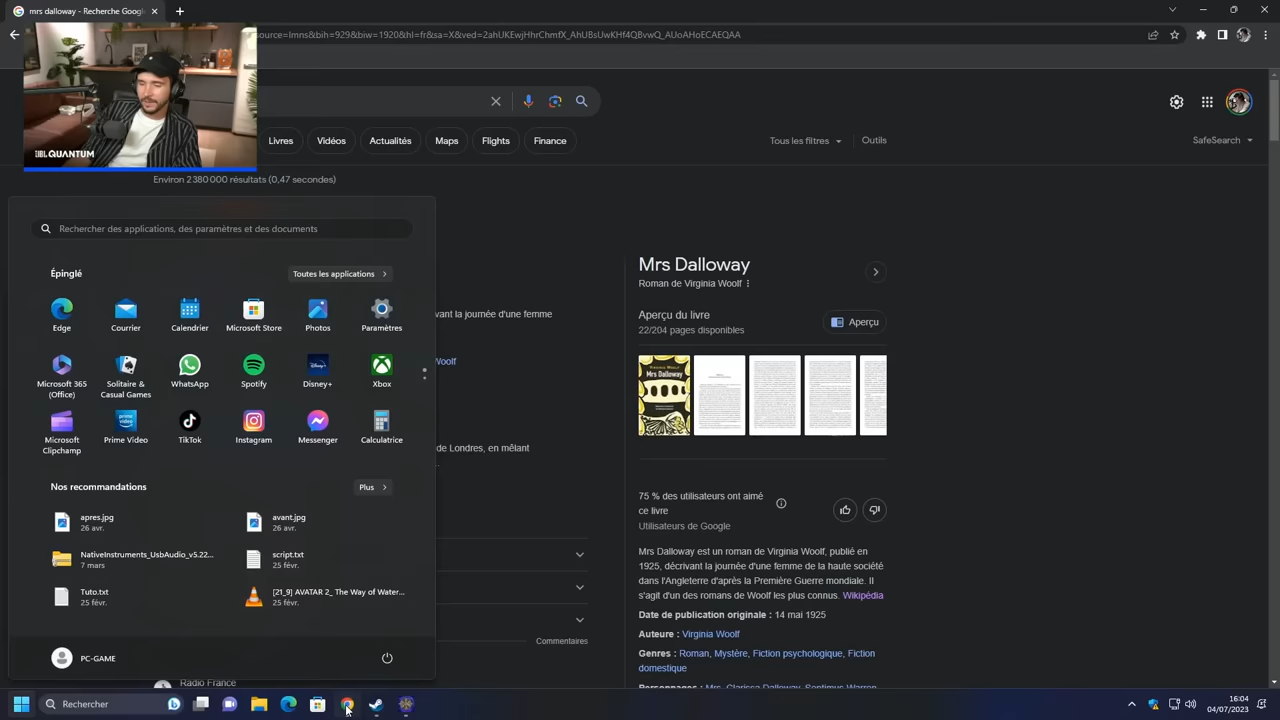 mrs dalloway - Recherche Google
source=lmns&bih=929&biw=1920&hl=fr&sa=X&ved=2ahUKEwjHhrChmfX_AhUBsUwKHf4QBvwQ_AUoAHoECAEQAA
JBL QUANTUM
Livres
Vidéos
Actualités
Maps
Flights
Finance
Tous les filtres
Outils
SafeSearch
Environ 2 380 000 résultats (0,47 secondes)
Rechercher des applications, des paramètres et des documents
Épinglé
Toutes les applications
Edge
Courrier
Calendrier
Microsoft Store
Photos
Paramètres
Microsoft 365
(Office)
Solitaire &
Casual Games
WhatsApp
Spotify
Disney+
Xbox
Microsoft
Clipchamp
Prime Video
TikTok
Instagram
Messenger
Calculatrice
Nos recommandations
Plus
apres.jpg
26 avr.
avant.jpg
26 avr.
NativeInstruments_UsbAudio_v5.22...
7 mars
script.txt
25 févr.
Tuto.txt
25 févr.
[21_9] AVATAR 2_ The Way of Water...
25 févr.
PC-GAME
vant la journée d'une femme
Woolf
de Londres, en mêlant
Commentaires
Radio France
Mrs Dalloway
Roman de Virginia Woolf
Aperçu du livre
22/204 pages disponibles
Aperçu
75 % des utilisateurs ont aimé
ce livre
Utilisateurs de Google
Mrs Dalloway est un roman de Virginia Woolf, publié en
1925, décrivant la journée d'une femme de la haute société
dans l'Angleterre d'après la Première Guerre mondiale. Il
s'agit d'un des romans de Woolf les plus connus. Wikipédia
Date de publication originale : 14 mai 1925
Auteure : Virginia Woolf
Genres : Roman, Mystère, Fiction psychologique, Fiction
domestique
Personnages : Mrs. Clarissa Dalloway, Septimus Warren
Rechercher
16:04
04/07/2023